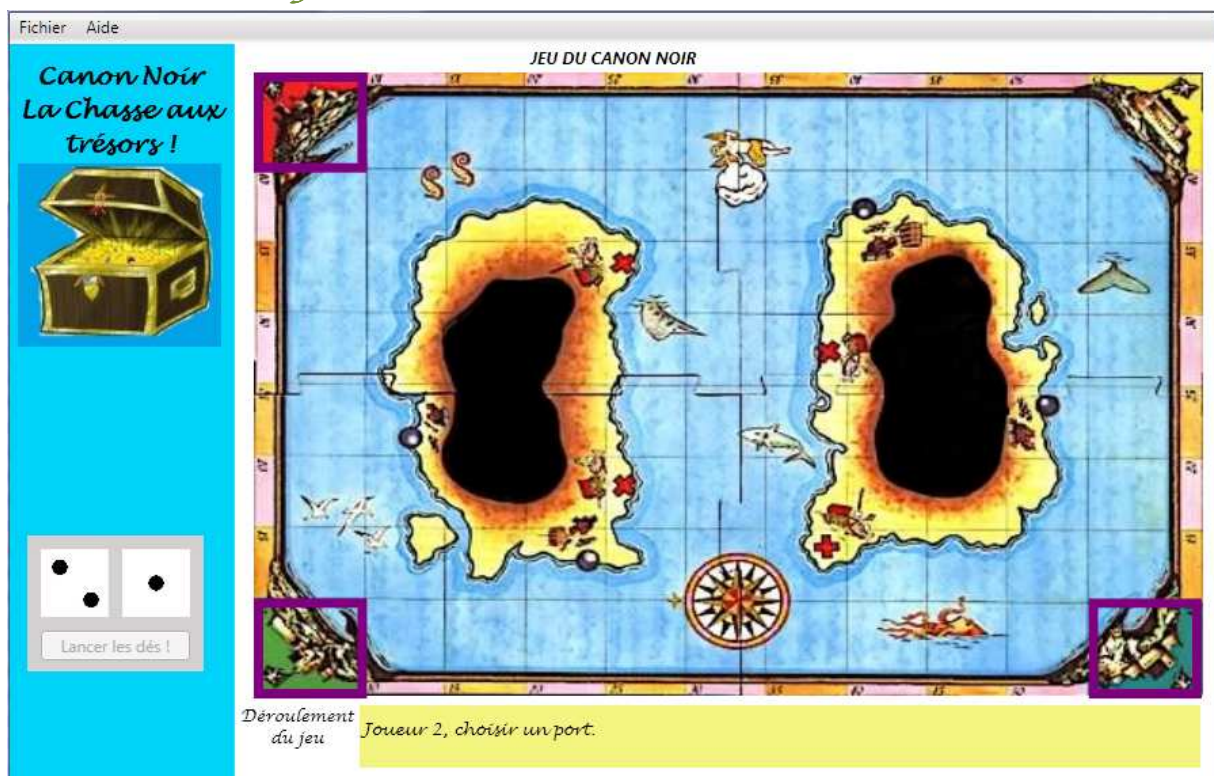 Fichier Aide
JEU DU CANON NOIR
Canon Noir
La Chasse aux
trésors !
Lancer les dés !
Déroulement
du jeu
Joueur 2, choisir un port.